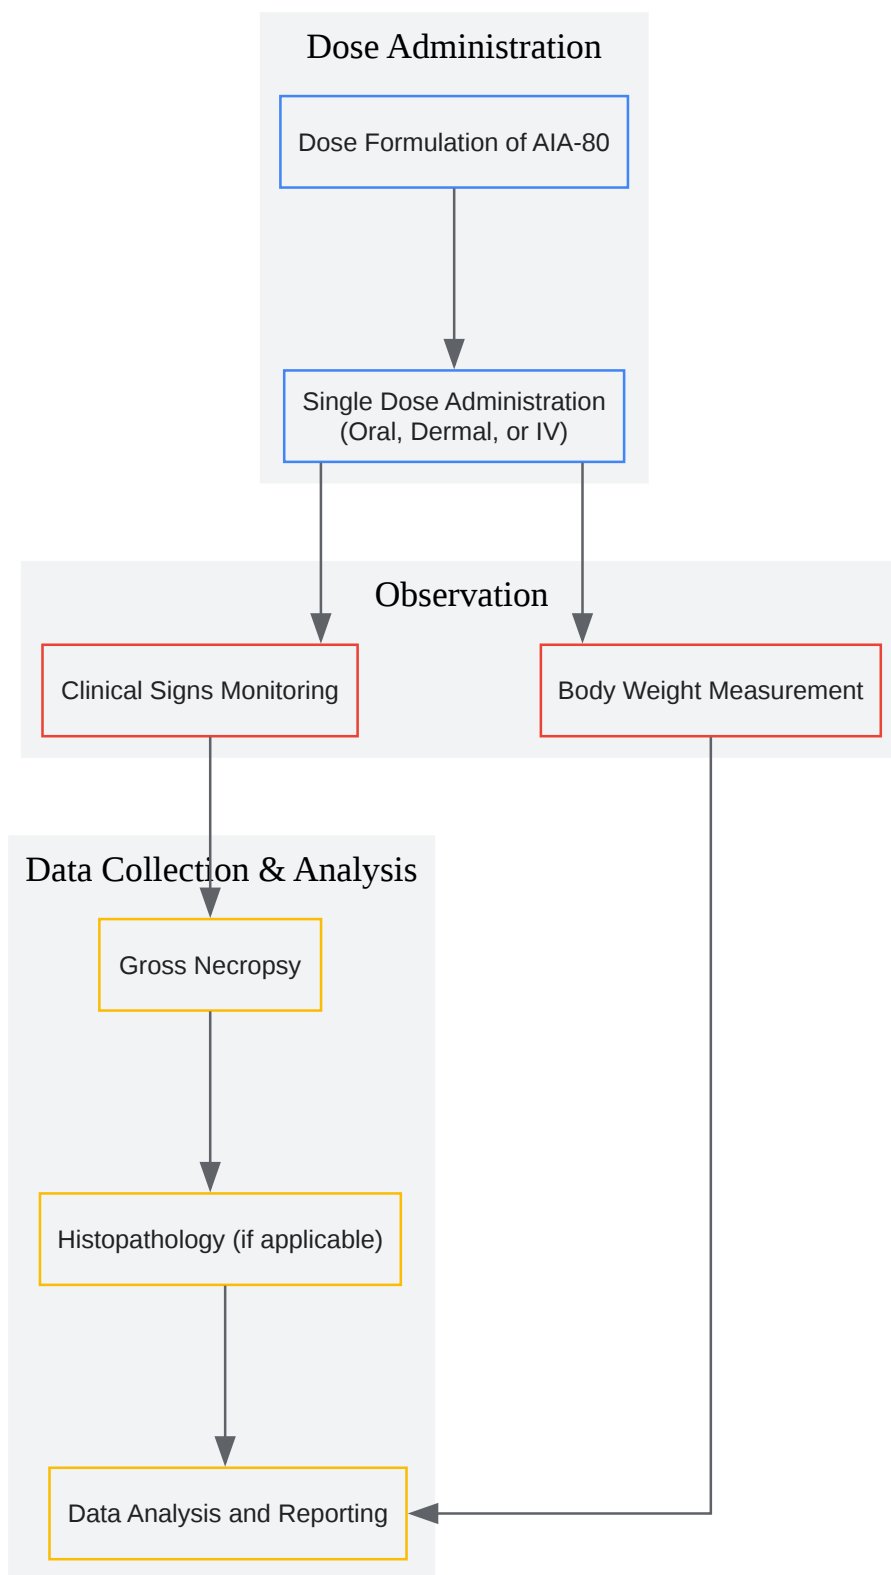 Dose Administration
Dose Formulation of AIA-80
Single Dose Administration
(Oral, Dermal, or IV)
Observation
Clinical Signs Monitoring
Body Weight Measurement
Data Collection & Analysis
Gross Necropsy
Histopathology (if applicable)
Data Analysis and Reporting